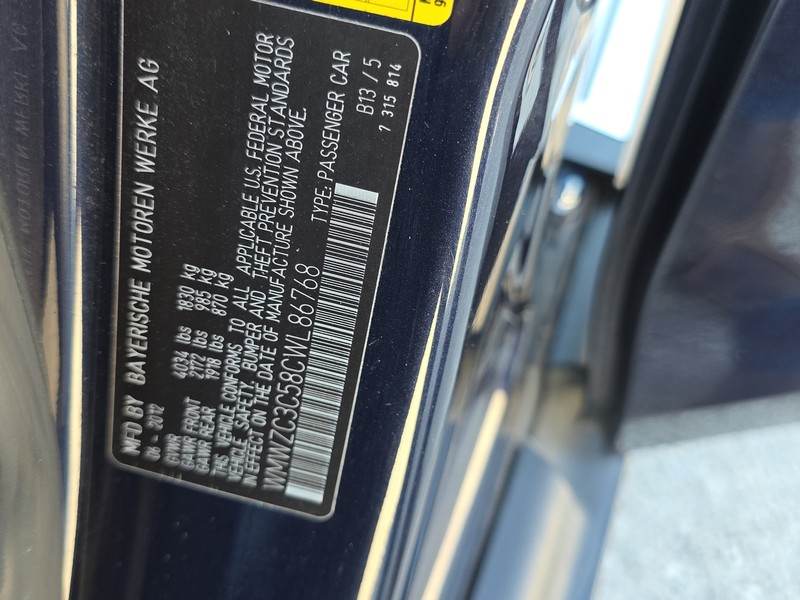 MFD BY BAYERISCHE MOTOREN WERKE AG
06 - 2012
GVWR 4034 lbs 1830 kg
GAWR FRONT 2172 lbs 985 kg
GAWR REAR 1918 lbs 870 kg
THIS VEHICLE CONFORMS TO ALL APPLICABLE U.S. FEDERAL MOTOR
VEHICLE SAFETY, BUMPER AND THEFT PREVENTION STANDARDS
IN EFFECT ON THE DATE OF MANUFACTURE SHOWN ABOVE.
WMWZC3C58CWL86768 TYPE: PASSENGER CAR
B13 / 5
7 315 814